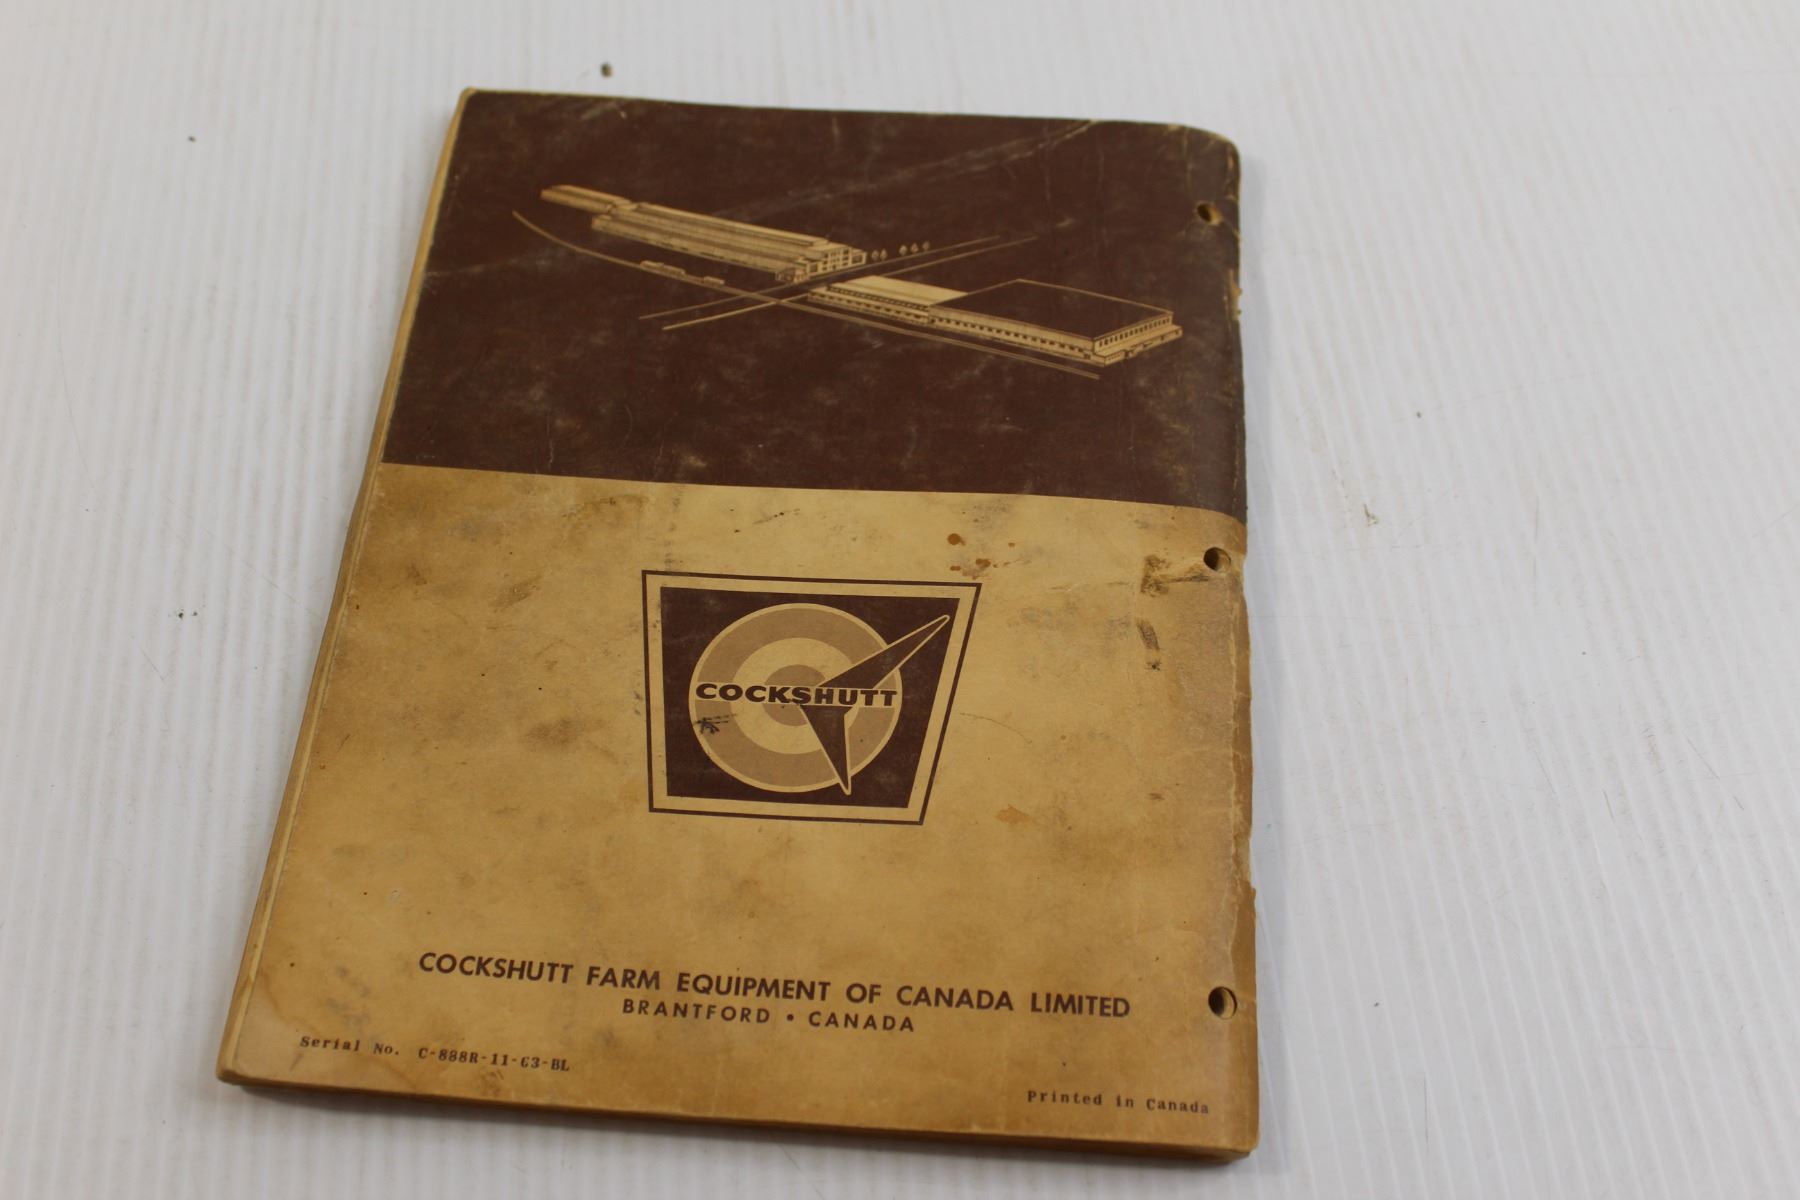 COCKSHUTT
COCKSHUTT FARM EQUIPMENT OF CANADA LIMITED
BRANTFORD • CANADA
Serial No. C-888R-11-63-BL
Printed in Canada